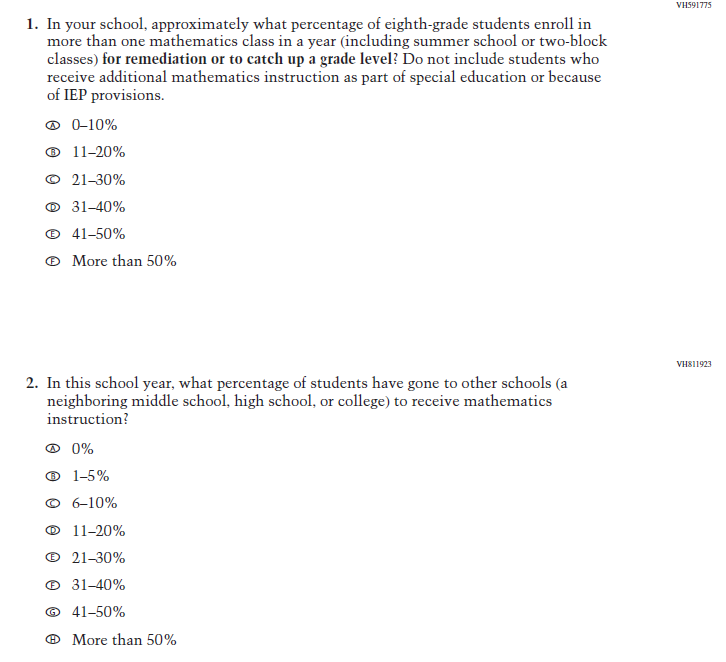 VH591775
1. In your school, approximately what percentage of eighth-grade students enroll in
more than one mathematics class in a year (including summer school or two-block
classes) for remediation or to catch up a grade level? Do not include students who
receive additional mathematics instruction as part of special education or because
of IEP provisions.
A 0–10%
B 11–20%
C 21–30%
D 31–40%
E 41–50%
F More than 50%
VH811923
2. In this school year, what percentage of students have gone to other schools (a
neighboring middle school, high school, or college) to receive mathematics
instruction?
A 0%
B 1–5%
C 6–10%
D 11–20%
E 21–30%
F 31–40%
G 41–50%
H More than 50%